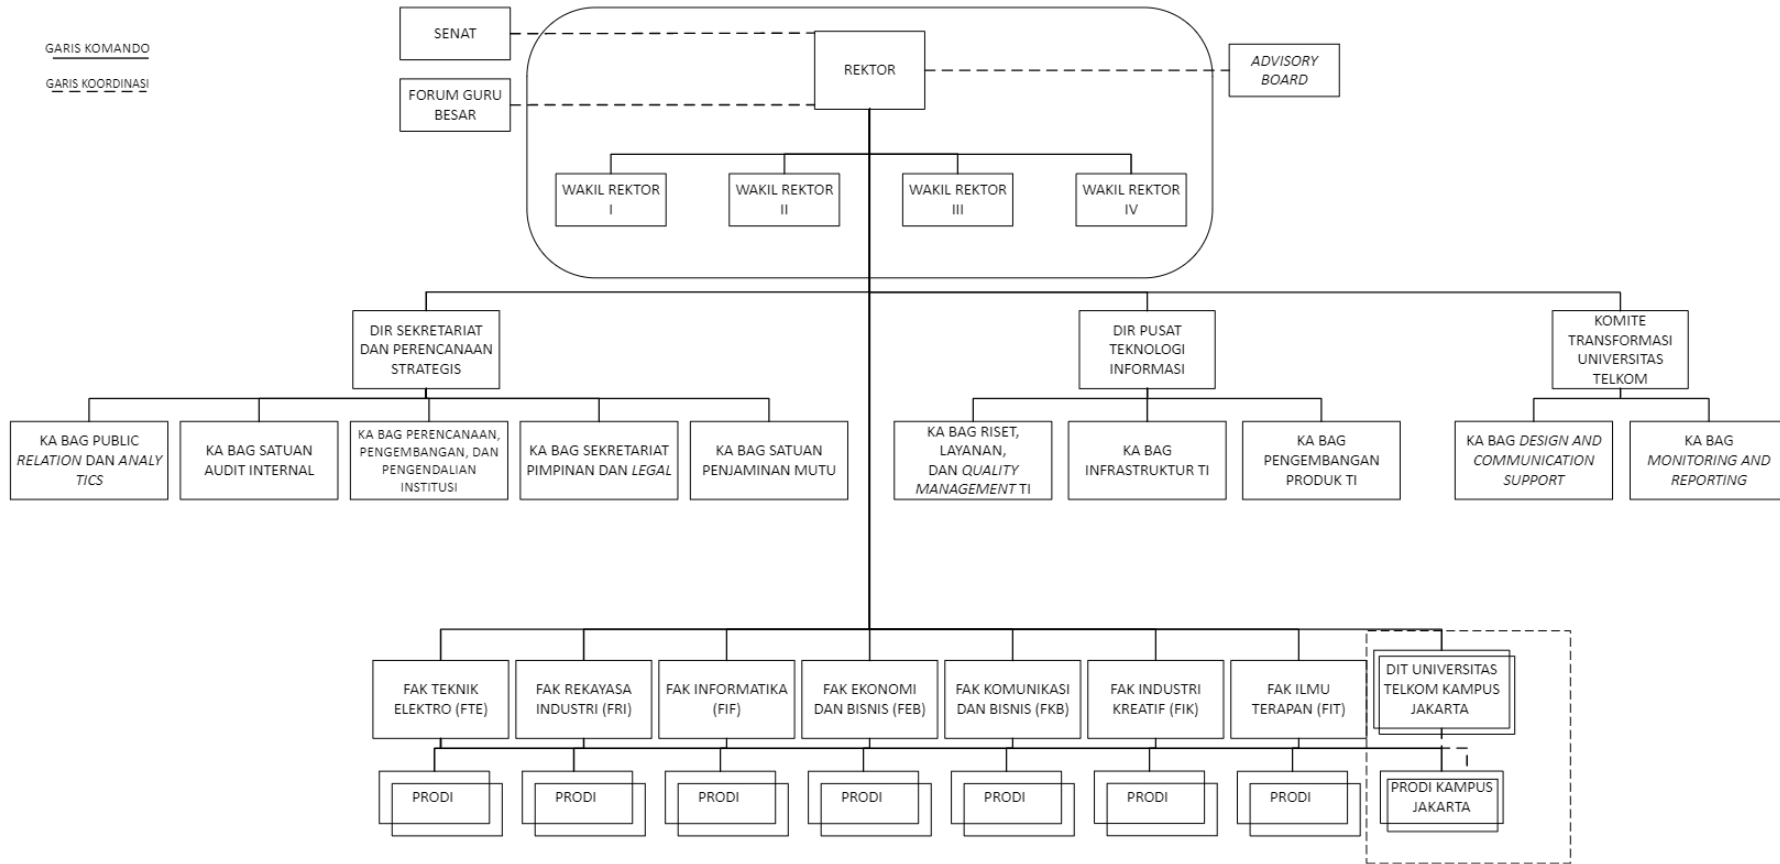 GARIS KOMANDO
GARIS KOORDINASI
SENAT
FORUM GURU
BESAR
REKTOR
ADVISORY
BOARD
WAKIL REKTOR
I
WAKIL REKTOR
II
WAKIL REKTOR
III
WAKIL REKTOR
IV
DIR SEKRETARIAT
DAN PERENCANAAN
STRATEGIS
DIR PUSAT
TEKNOLOGI
INFORMASI
KOMITE
TRANSFORMASI
UNIVERSITAS
TELKOM
KA BAG PUBLIC
RELATION DAN ANALY
TICS
KA BAG SATUAN
AUDIT INTERNAL
KA BAG PERENCANAAN,
PENGEMBANGAN, DAN
PENGENDALIAN
INSTITUSI
KA BAG SEKRETARIAT
PIMPINAN DAN LEGAL
KA BAG SATUAN
PENJAMINAN MUTU
KA BAG RISET,
LAYANAN,
DAN QUALITY
MANAGEMENT TI
KA BAG
INFRASTRUKTUR TI
KA BAG
PENGEMBANGAN
PRODUK TI
KA BAG DESIGN AND
COMMUNICATION
SUPPORT
KA BAG
MONITORING AND
REPORTING
FAK TEKNIK
ELEKTRO (FTE)
FAK REKAYASA
INDUSTRI (FRI)
FAK INFORMATIKA
(FIF)
FAK EKONOMI
DAN BISNIS (FEB)
FAK KOMUNIKASI
DAN BISNIS (FKB)
FAK INDUSTRI
KREATIF (FIK)
FAK ILMU
TERAPAN (FIT)
DIT UNIVERSITAS
TELKOM KAMPUS
JAKARTA
PRODI
PRODI
PRODI
PRODI
PRODI
PRODI
PRODI
PRODI KAMPUS
JAKARTA